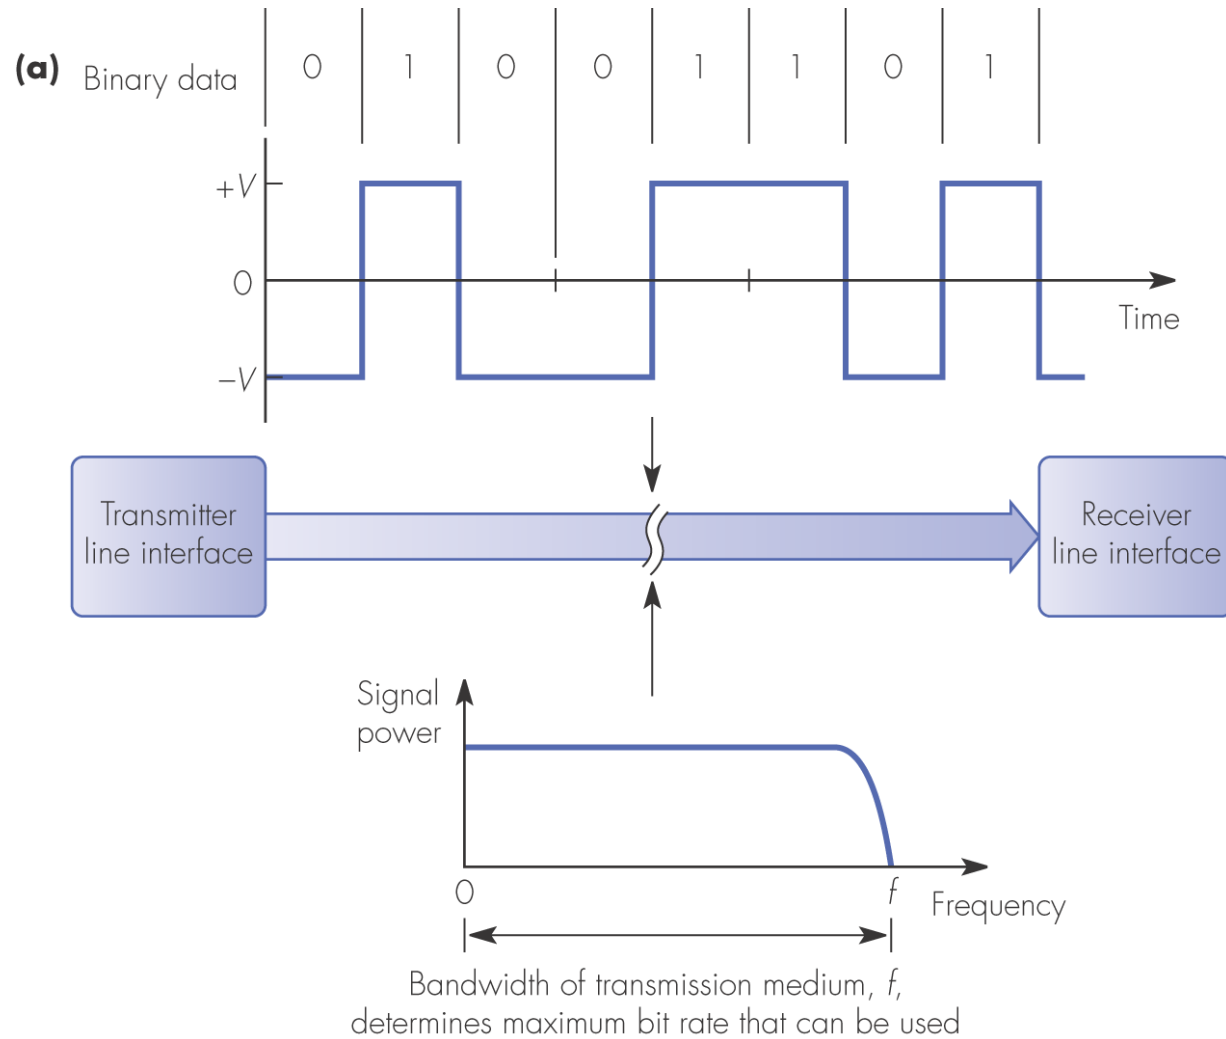 (a) Binary data 0 1 0 0 1 1 0 1
+V
0
Time
−V
Transmitter
line interface
Receiver
line interface
Signal
power
0 f
Frequency
Bandwidth of transmission medium, f,
determines maximum bit rate that can be used